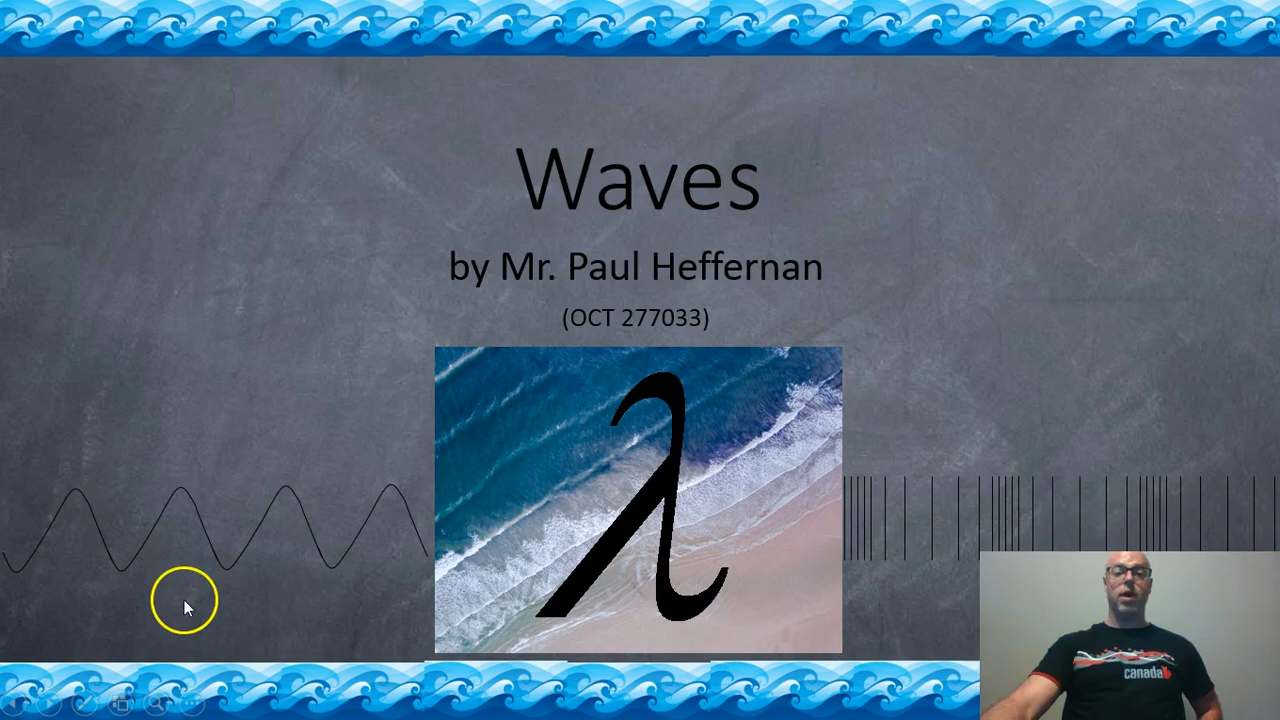 Waves
by Mr. Paul Heffernan
(OCT 277033)
λ
canada